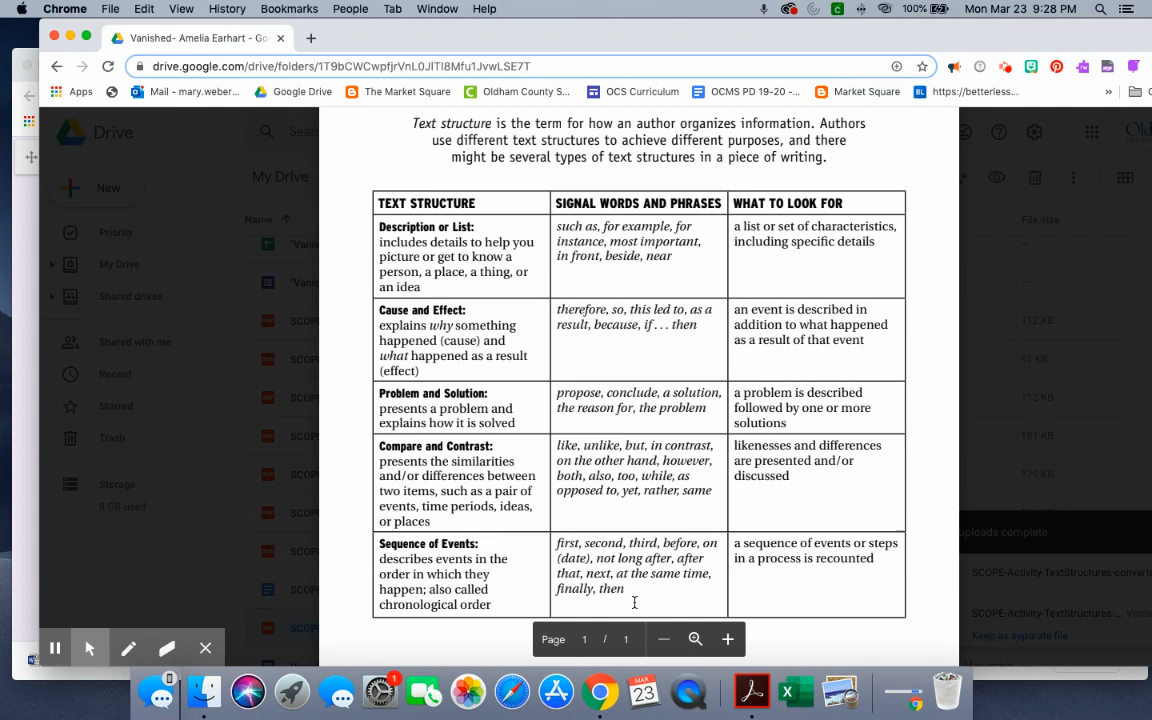 Chrome File Edit View History Bookmarks People Tab Window Help 100% Mon Mar 23 9:28 PM
Vanished- Amelia Earhart - Go
drive.google.com/drive/folders/1T9bCWCwpfjrVnL0JITl8Mfu1JvwLSE7T
Apps Mail - mary.weber... Google Drive The Market Square Oldham County S... OCS Curriculum OCMS PD 19-20 -... Market Square https://betterless...
Drive
New
Priority
My Drive
Shared drives
Shared with me
Recent
Starred
Trash
Storage
8 GB used
My Drive
Name
File size
"Van
"Vani
SCOP
SCOPE
SCOPE
SCOP
SCOPE
SCOPE
112 KB
91 KB
112 KB
181 KB
179 KB
uploads complete
SCOPE-Activity-TextStructures-converte
SCOPE-Activity-TextStructures-... Versio
Keep as separate file
Text structure is the term for how an author organizes information. Authors
use different text structures to achieve different purposes, and there
might be several types of text structures in a piece of writing.
TEXT STRUCTURE SIGNAL WORDS AND PHRASES WHAT TO LOOK FOR
Description or List:
includes details to help you
picture or get to know a
person, a place, a thing, or
an idea
such as, for example, for
instance, most important,
in front, beside, near
a list or set of characteristics,
including specific details
Cause and Effect:
explains why something
happened (cause) and
what happened as a result
(effect)
therefore, so, this led to, as a
result, because, if . . . then
an event is described in
addition to what happened
as a result of that event
Problem and Solution:
presents a problem and
explains how it is solved
propose, conclude, a solution,
the reason for, the problem
a problem is described
followed by one or more
solutions
Compare and Contrast:
presents the similarities
and/or differences between
two items, such as a pair of
events, time periods, ideas,
or places
like, unlike, but, in contrast,
on the other hand, however,
both, also, too, while, as
opposed to, yet, rather, same
likenesses and differences
are presented and/or
discussed
Sequence of Events:
describes events in the
order in which they
happen; also called
chronological order
first, second, third, before, on
(date), not long after, after
that, next, at the same time,
finally, then
a sequence of events or steps
in a process is recounted
Page 1 / 1
MAR
23
1